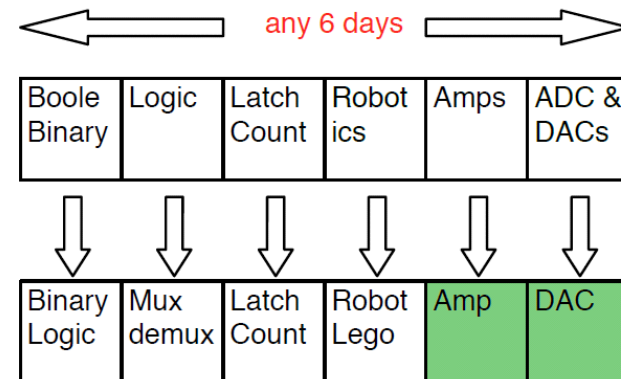 any 6 days
Boole Logic Latch Robot Amps ADC &
Binary Count ics DACs
Binary Mux Latch Robot Amp DAC
Logic demux Count Lego